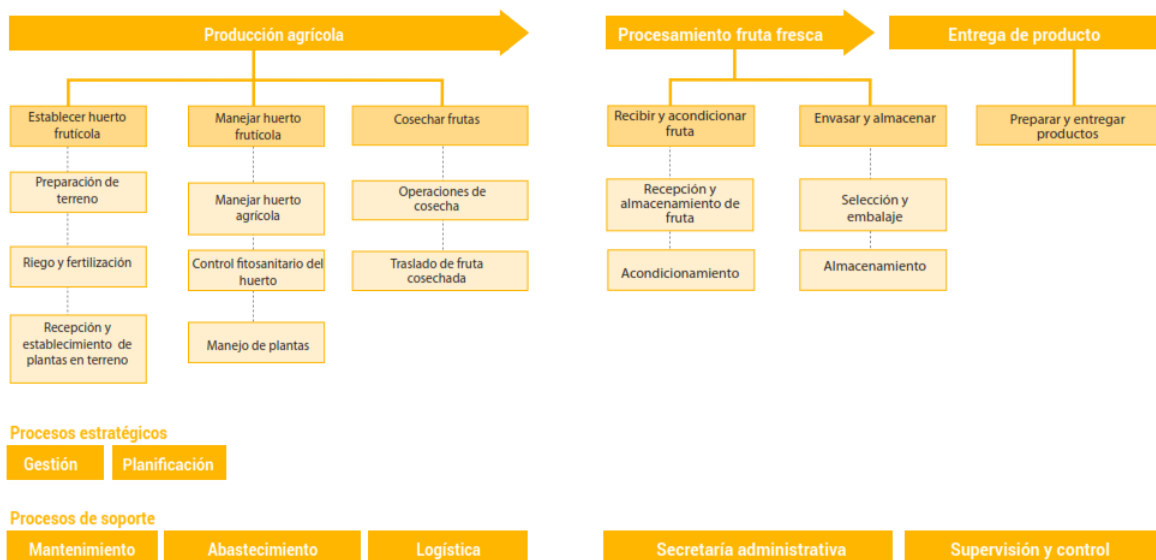 Producción agrícola
Procesamiento fruta fresca
Entrega de producto
Establecer huerto
frutícola
Manejar huerto
frutícola
Cosechar frutas
Recibir y acondicionar
fruta
Envasar y almacenar
Preparar y entregar
productos
Preparación de
terreno
Manejar huerto
agrícola
Operaciones de
cosecha
Recepción y
almacenamiento de
fruta
Selección y
embalaje
Riego y fertilización
Control fitosanitario del
huerto
Traslado de fruta
cosechada
Acondicionamiento
Almacenamiento
Recepción y
establecimiento de
plantas en terreno
Manejo de plantas
Procesos estratégicos
Gestión
Planificación
Procesos de soporte
Mantenimiento
Abastecimiento
Logística
Secretaría administrativa
Supervisión y control